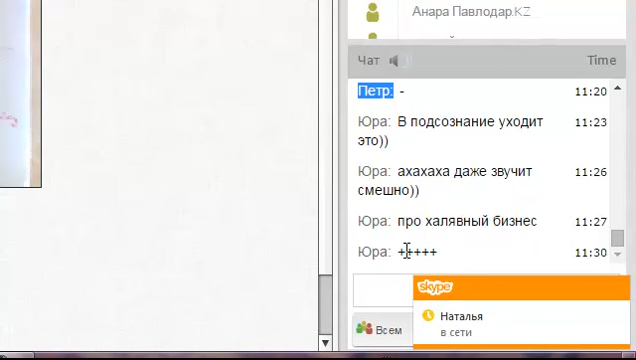 Анара Павлодар.KZ
Чат Time
Петр: - 11:20
Юра: В подсознание уходит 11:23
это))
Юра: ахахаха даже звучит 11:26
смешно))
Юра: про халявный бизнес 11:27
Юра: +++++ 11:30
skype
Наталья
в сети
Всем